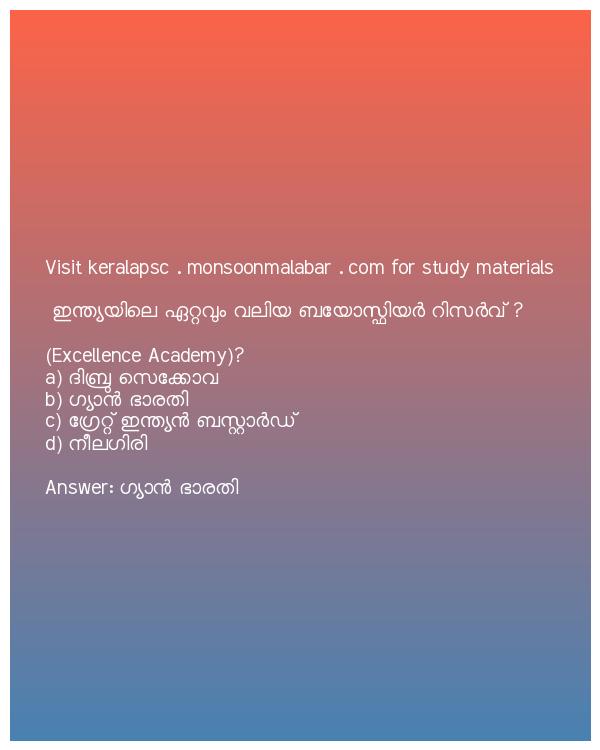 Visit keralapsc . monsoonmalabar . com for study materials
ഇന്ത്യയിലെ ഏറ്റവും വലിയ ബയോസ്ഫിയർ റിസർവ് ?
(Excellence Academy)?
a) ദിബ്രു സെക്കോവ
b) ഗ്യാൻ ഭാരതി
c) ഗ്രേറ്റ് ഇന്ത്യൻ ബസ്റ്റാർഡ്
d) നീലഗിരി
Answer: ഗ്യാൻ ഭാരതി